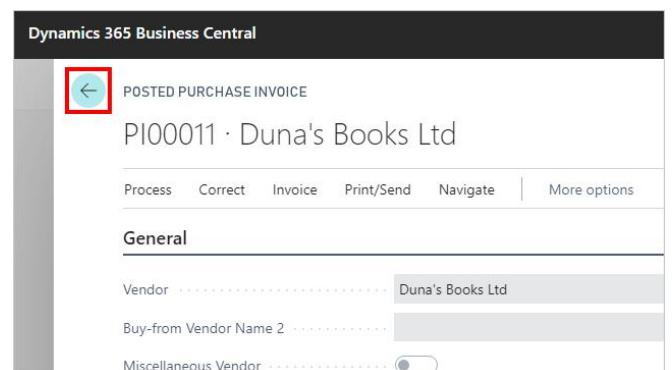 Dynamics 365 Business Central
POSTED PURCHASE INVOICE
PI00011 · Duna's Books Ltd
Process Correct Invoice Print/Send Navigate More options
General
Vendor Duna's Books Ltd
Buy-from Vendor Name 2
Miscellaneous Vendor